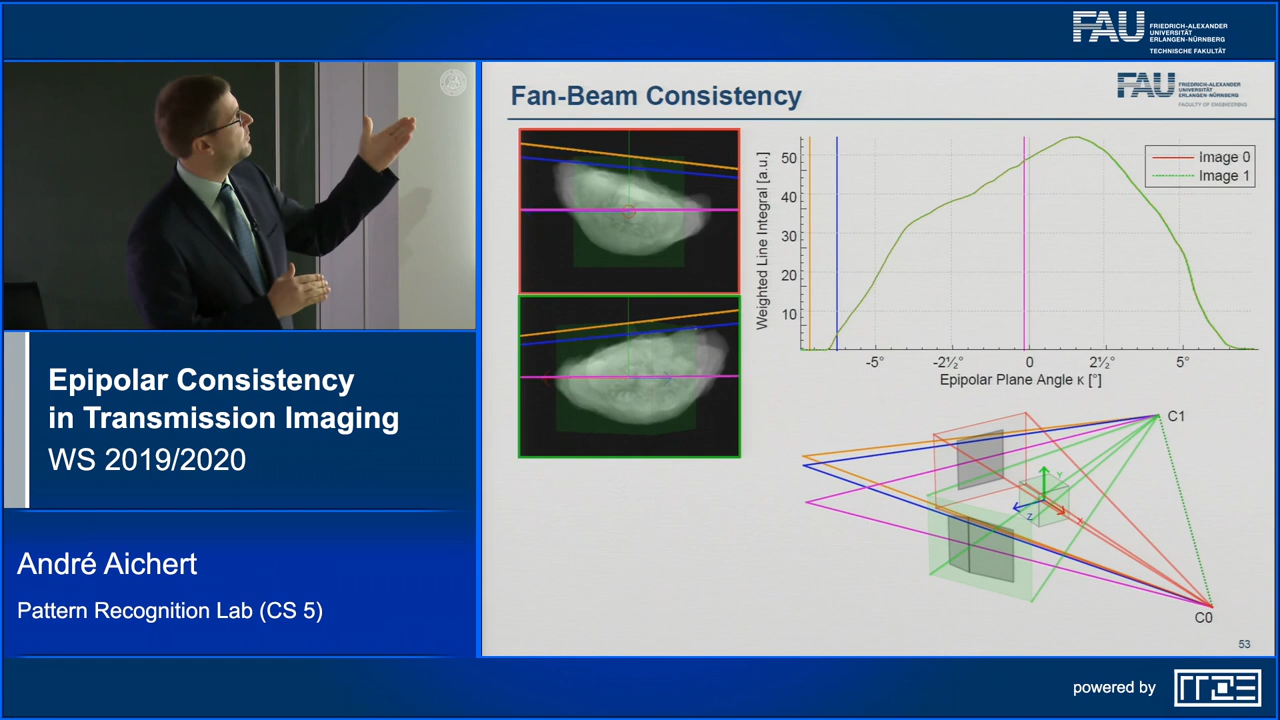 FAU
FRIEDRICH-ALEXANDER
UNIVERSITÄT
ERLANGEN-NÜRNBERG
TECHNISCHE FAKULTÄT
Fan-Beam Consistency
FAU
FRIEDRICH-ALEXANDER
UNIVERSITÄT
ERLANGEN-NÜRNBERG
FACULTY OF ENGINEERING
Weighted Line Integral [a.u.]
50
40
30
20
10
Image 0
Image 1
-5° -2½° 0 2½° 5°
Epipolar Plane Angle κ [°]
C1
Y
Z
X
C0
53
Epipolar Consistency
in Transmission Imaging
WS 2019/2020
André Aichert
Pattern Recognition Lab (CS 5)
powered by
RRZE